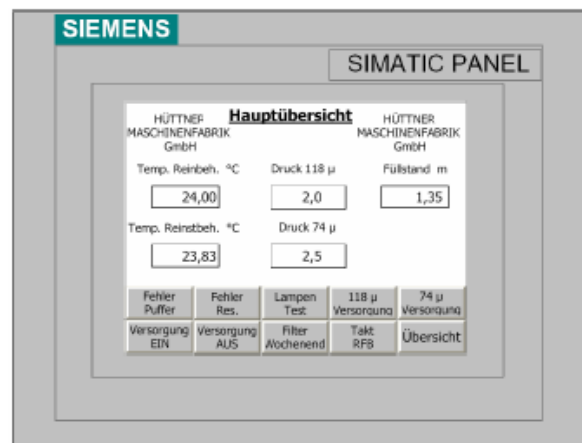 SIEMENS
SIMATIC PANEL
HÜTTNER
MASCHINENFABRIK
GmbH
Hauptübersicht
HÜTTNER
MASCHINENFABRIK
GmbH
Temp. Reinbeh. °C
Druck 118 µ
Füllstand m
24,00
2,0
1,35
Temp. Reinstbeh. °C
Druck 74 µ
23,83
2,5
Fehler
Puffer
Fehler
Res.
Lampen
Test
118 µ
Versorgung
74 µ
Versorgung
Versorgung
EIN
Versorgung
AUS
Filter
Wochenend
Takt
RFB
Übersicht